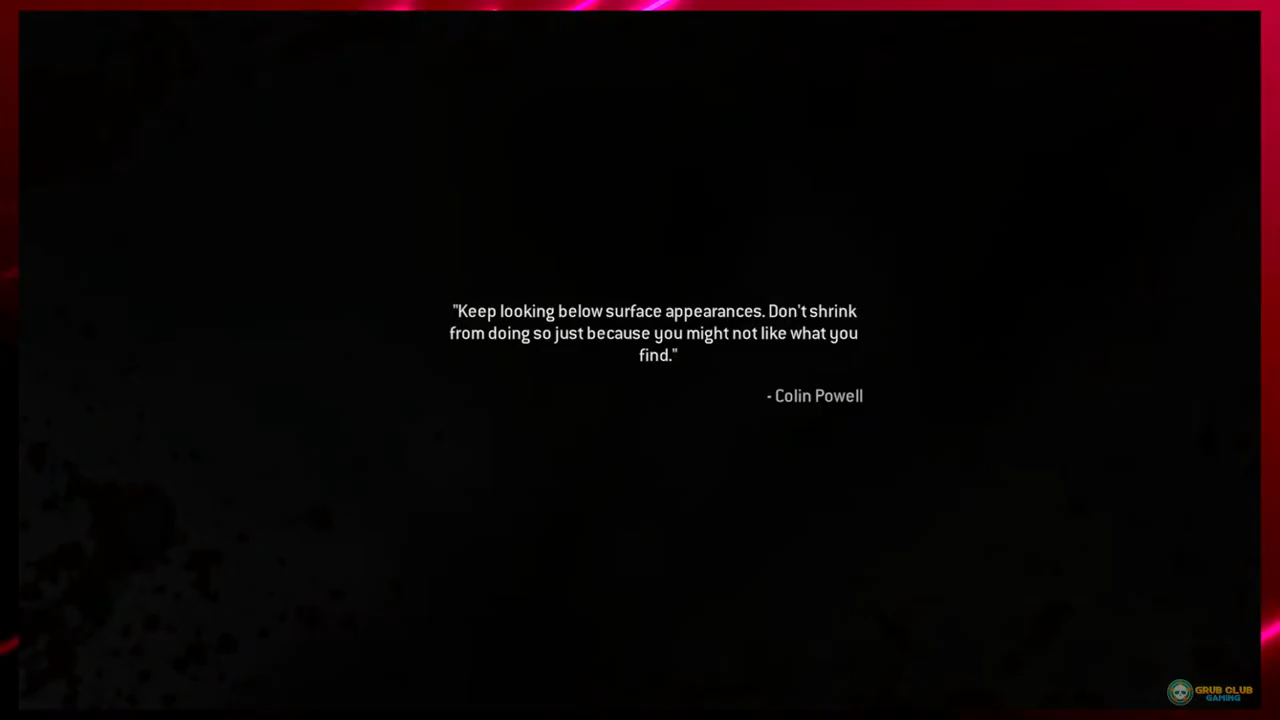 "Keep looking below surface appearances. Don't shrink
from doing so just because you might not like what you
find."
- Colin Powell
GRUB CLUB
GAMING